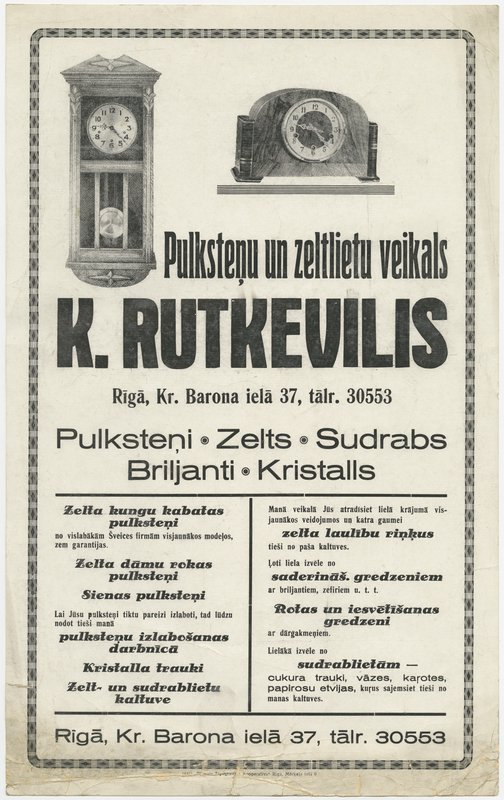 Pulksteņu un zeltlietu veikals
K. RUTKEVILIS
Rīgā, Kr. Barona ielā 37, tālr. 30553
Pulksteņi • Zelts • Sudrabs
Briljanti • Kristalls
Zelta kungu kabatas
pulksteņi
no vislabākām Šveices firmām visjaunākos modeļos,
zem garantijas.
Zelta dāmu rokas
pulksteņi
Sienas pulksteņi
Lai Jūsu pulksteņi tiktu pareizi izlaboti, tad lūdzu
nodot tieši manā
pulksteņu izlabošanas
darbnīcā
Kristalla trauki
Zelt- un sudrablietu
kaltuve
Manā veikalā Jūs atradīsiet lielā krājumā vis-
jaunākos veidojumos un katra gaumei
zelta laulību riņķus
tieši no paša kaltuves.
Ļoti liela izvēle no
saderināš. gredzeniem
ar briljantiem, zefiriem u. t. t.
Rotas un iesvētīšanas
gredzeni
ar dārgakmeņiem.
Lielākā izvēle no
sudrablietām —
cukura trauki, vāzes, kaŗotes,
papirosu etvijas, kuŗus saņemsiet tieši no
manas kaltuves.
Rīgā, Kr. Barona ielā 37, tālr. 30553